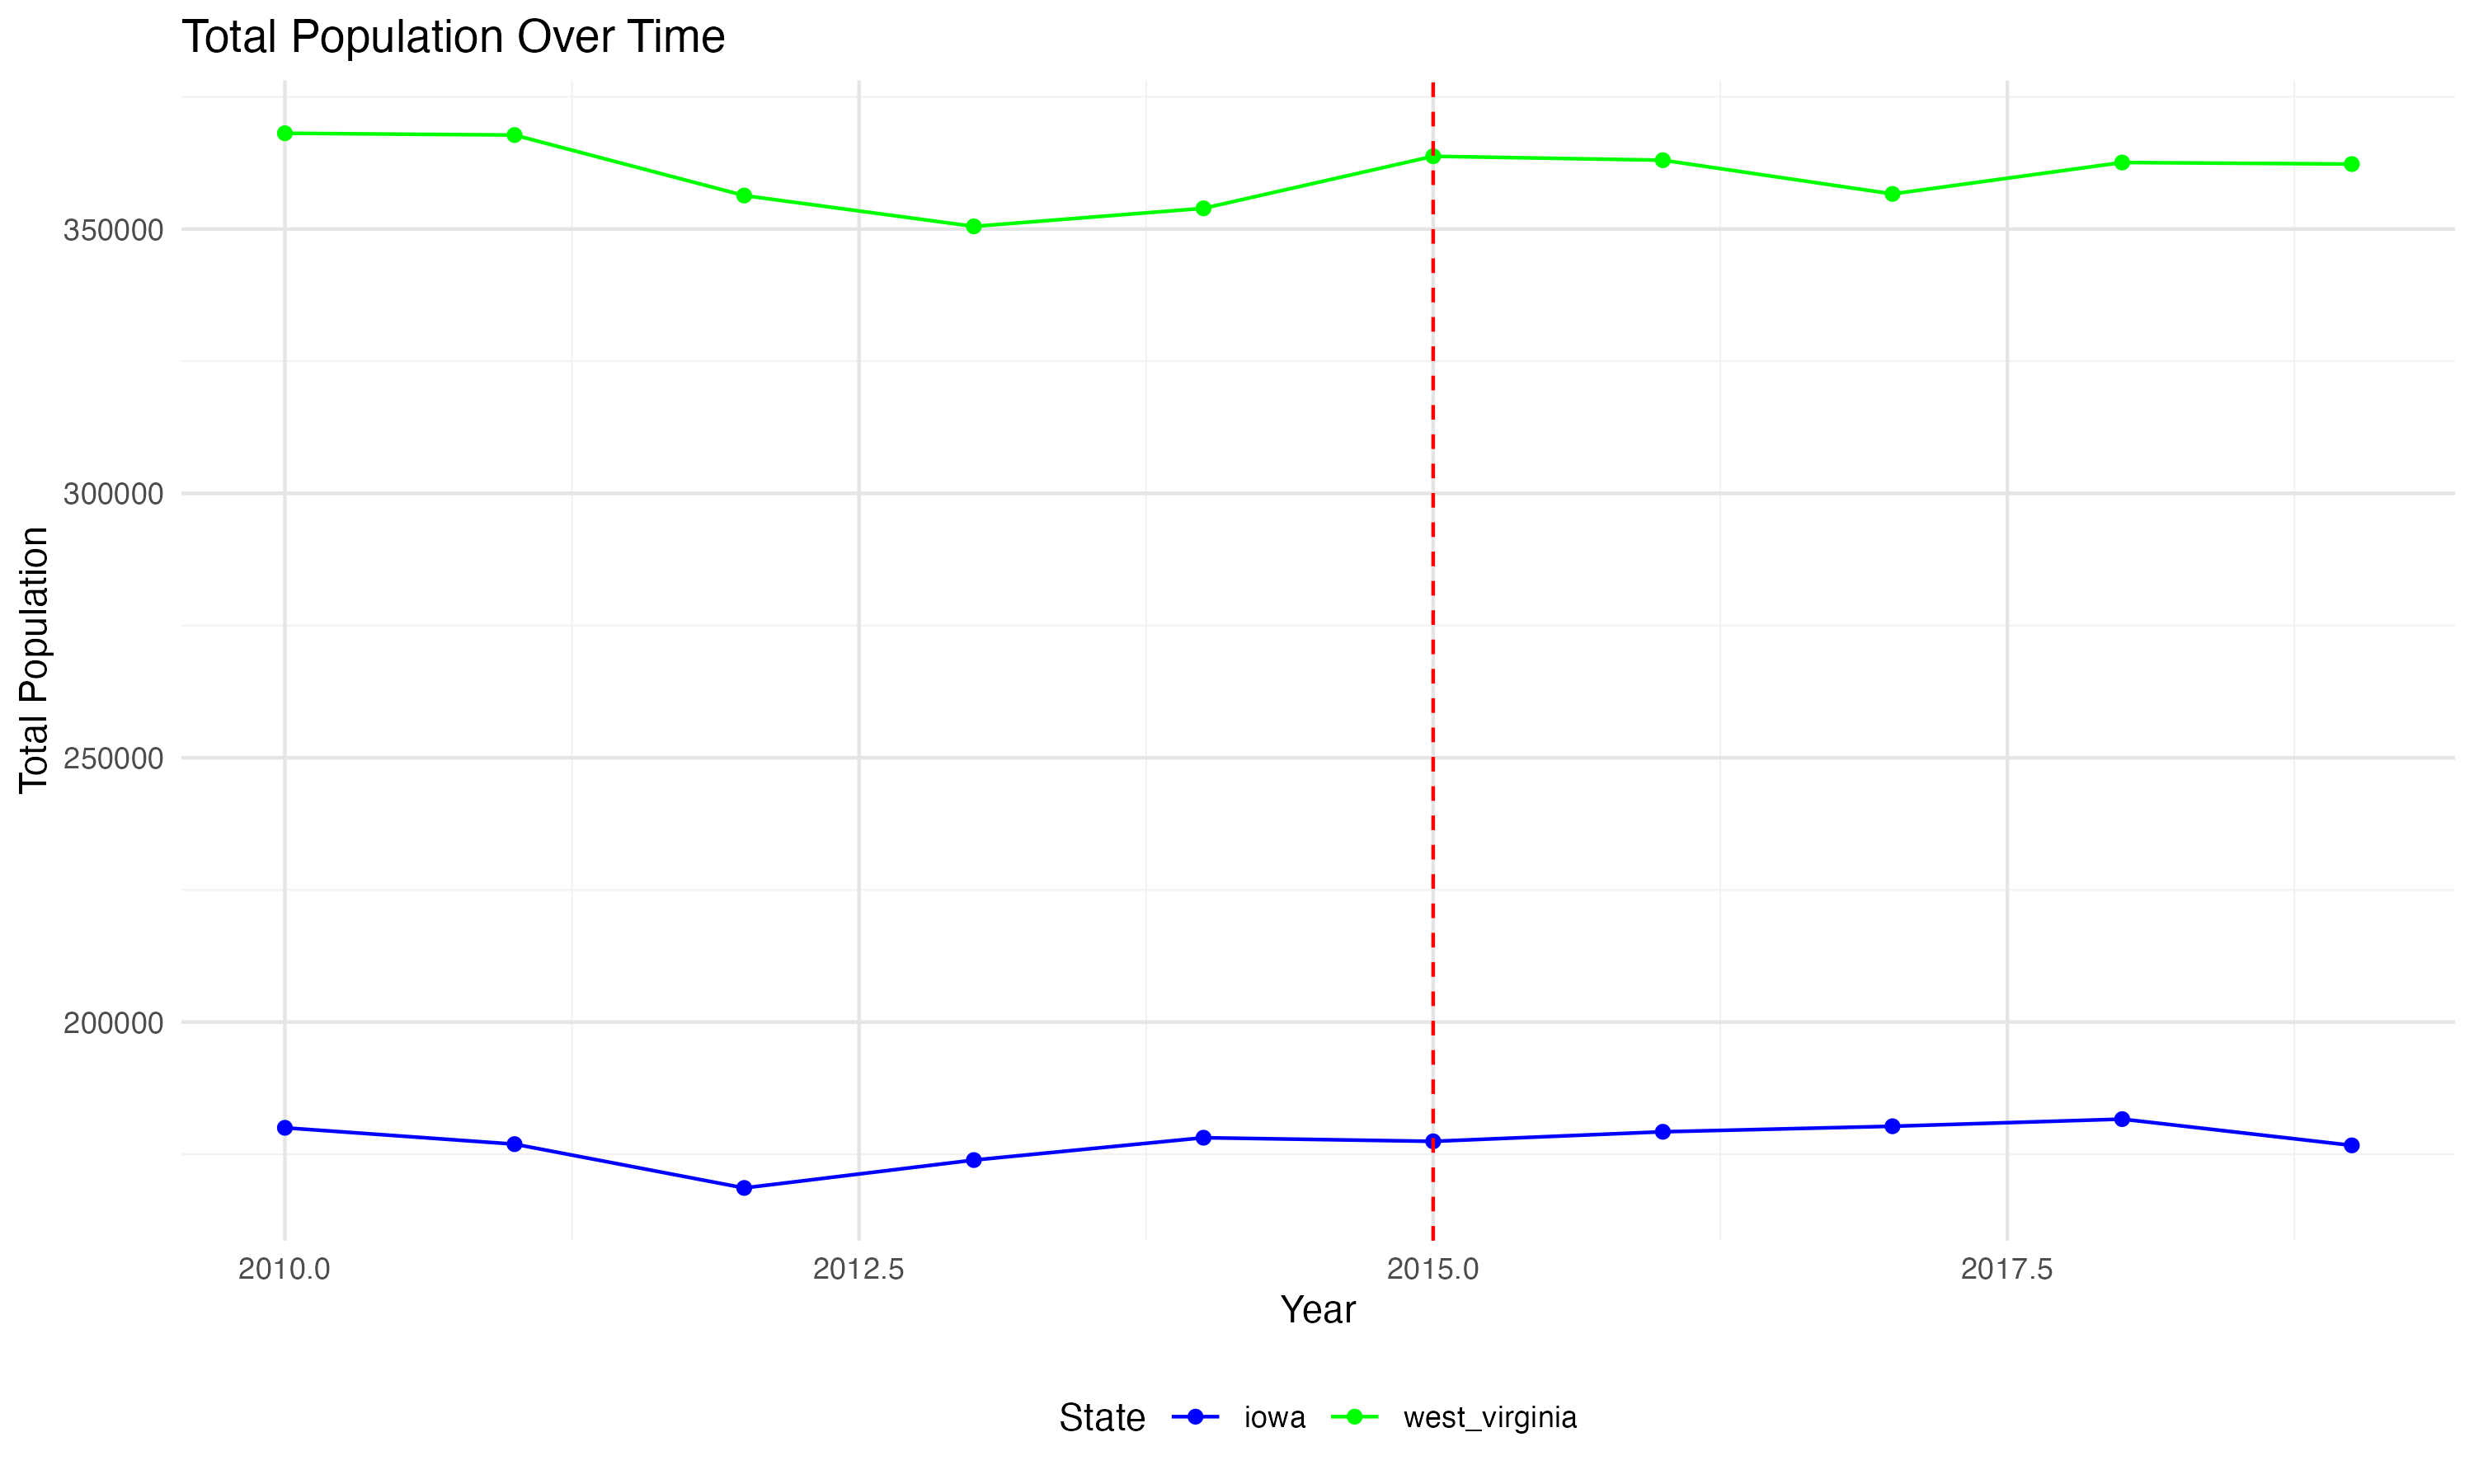 Total Population Over Time
Total Population
350000
300000
250000
200000
2010.0 2012.5 2015.0 2017.5
Year
State iowa west_virginia